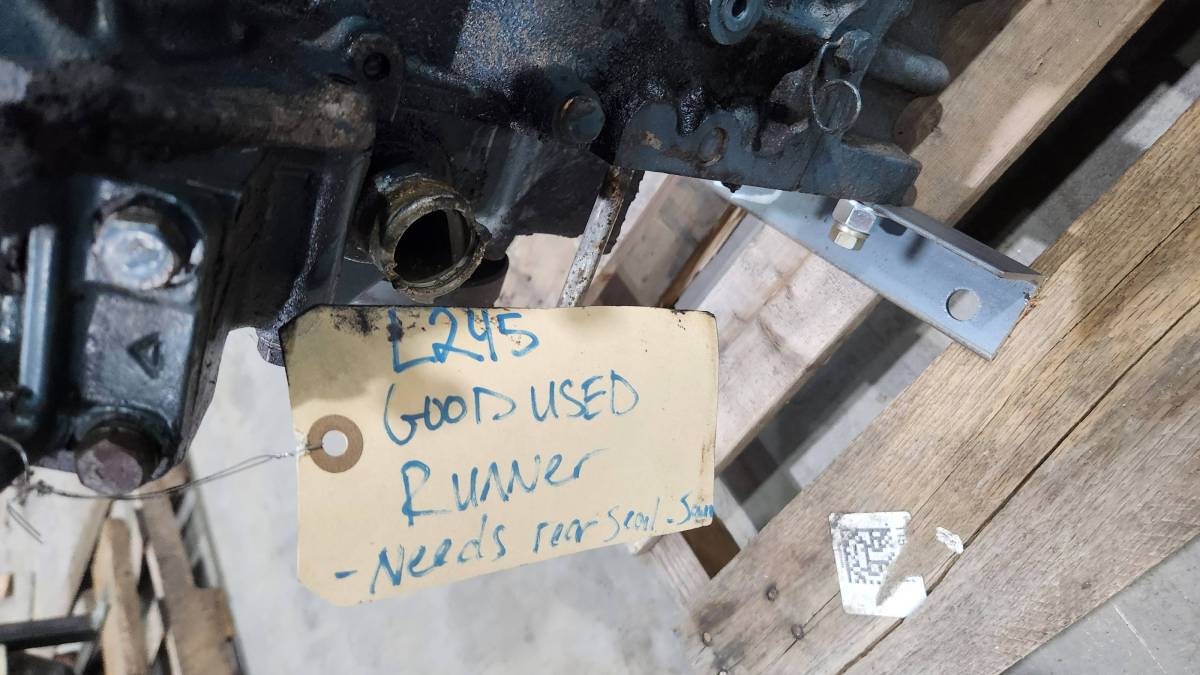 L245
GOOD USED
RUNNer
- Needs rear seal -